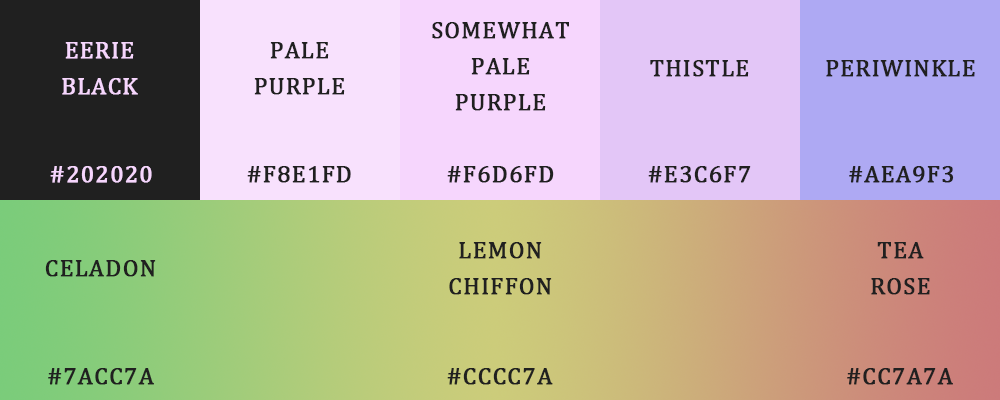 EERIE
BLACK
#202020
PALE
PURPLE
#F8E1FD
SOMEWHAT
PALE
PURPLE
#F6D6FD
THISTLE
#E3C6F7
PERIWINKLE
#AEA9F3
CELADON
#7ACC7A
LEMON
CHIFFON
#CCCC7A
TEA
ROSE
#CC7A7A